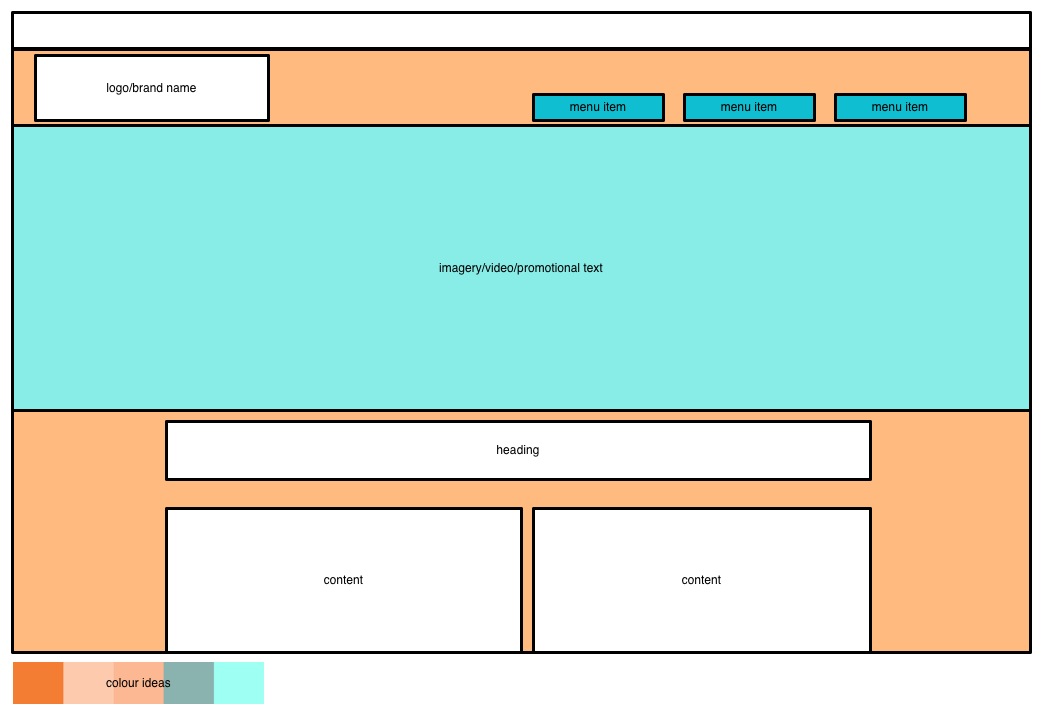 logo/brand name
menu item
menu item
menu item
imagery/video/promotional text
heading
content
content
colour ideas